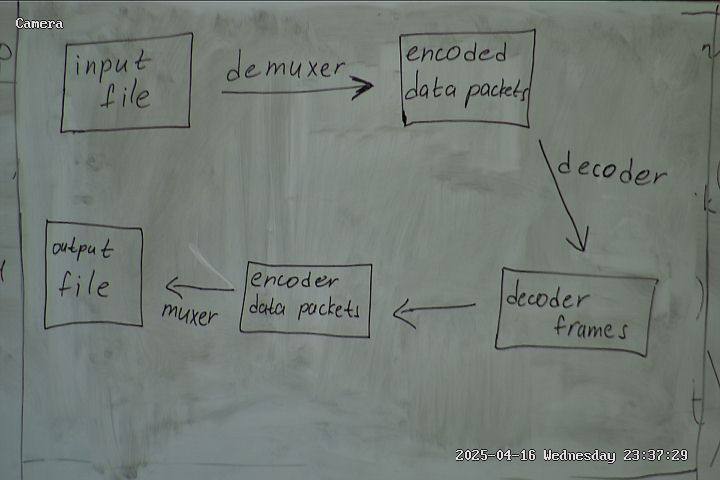 Camera
input
file
demuxer
encoded
data packets
decoder
output
file
muxer
encoder
data packets
decoder
frames
2025-04-16 Wednesday 23:37:29